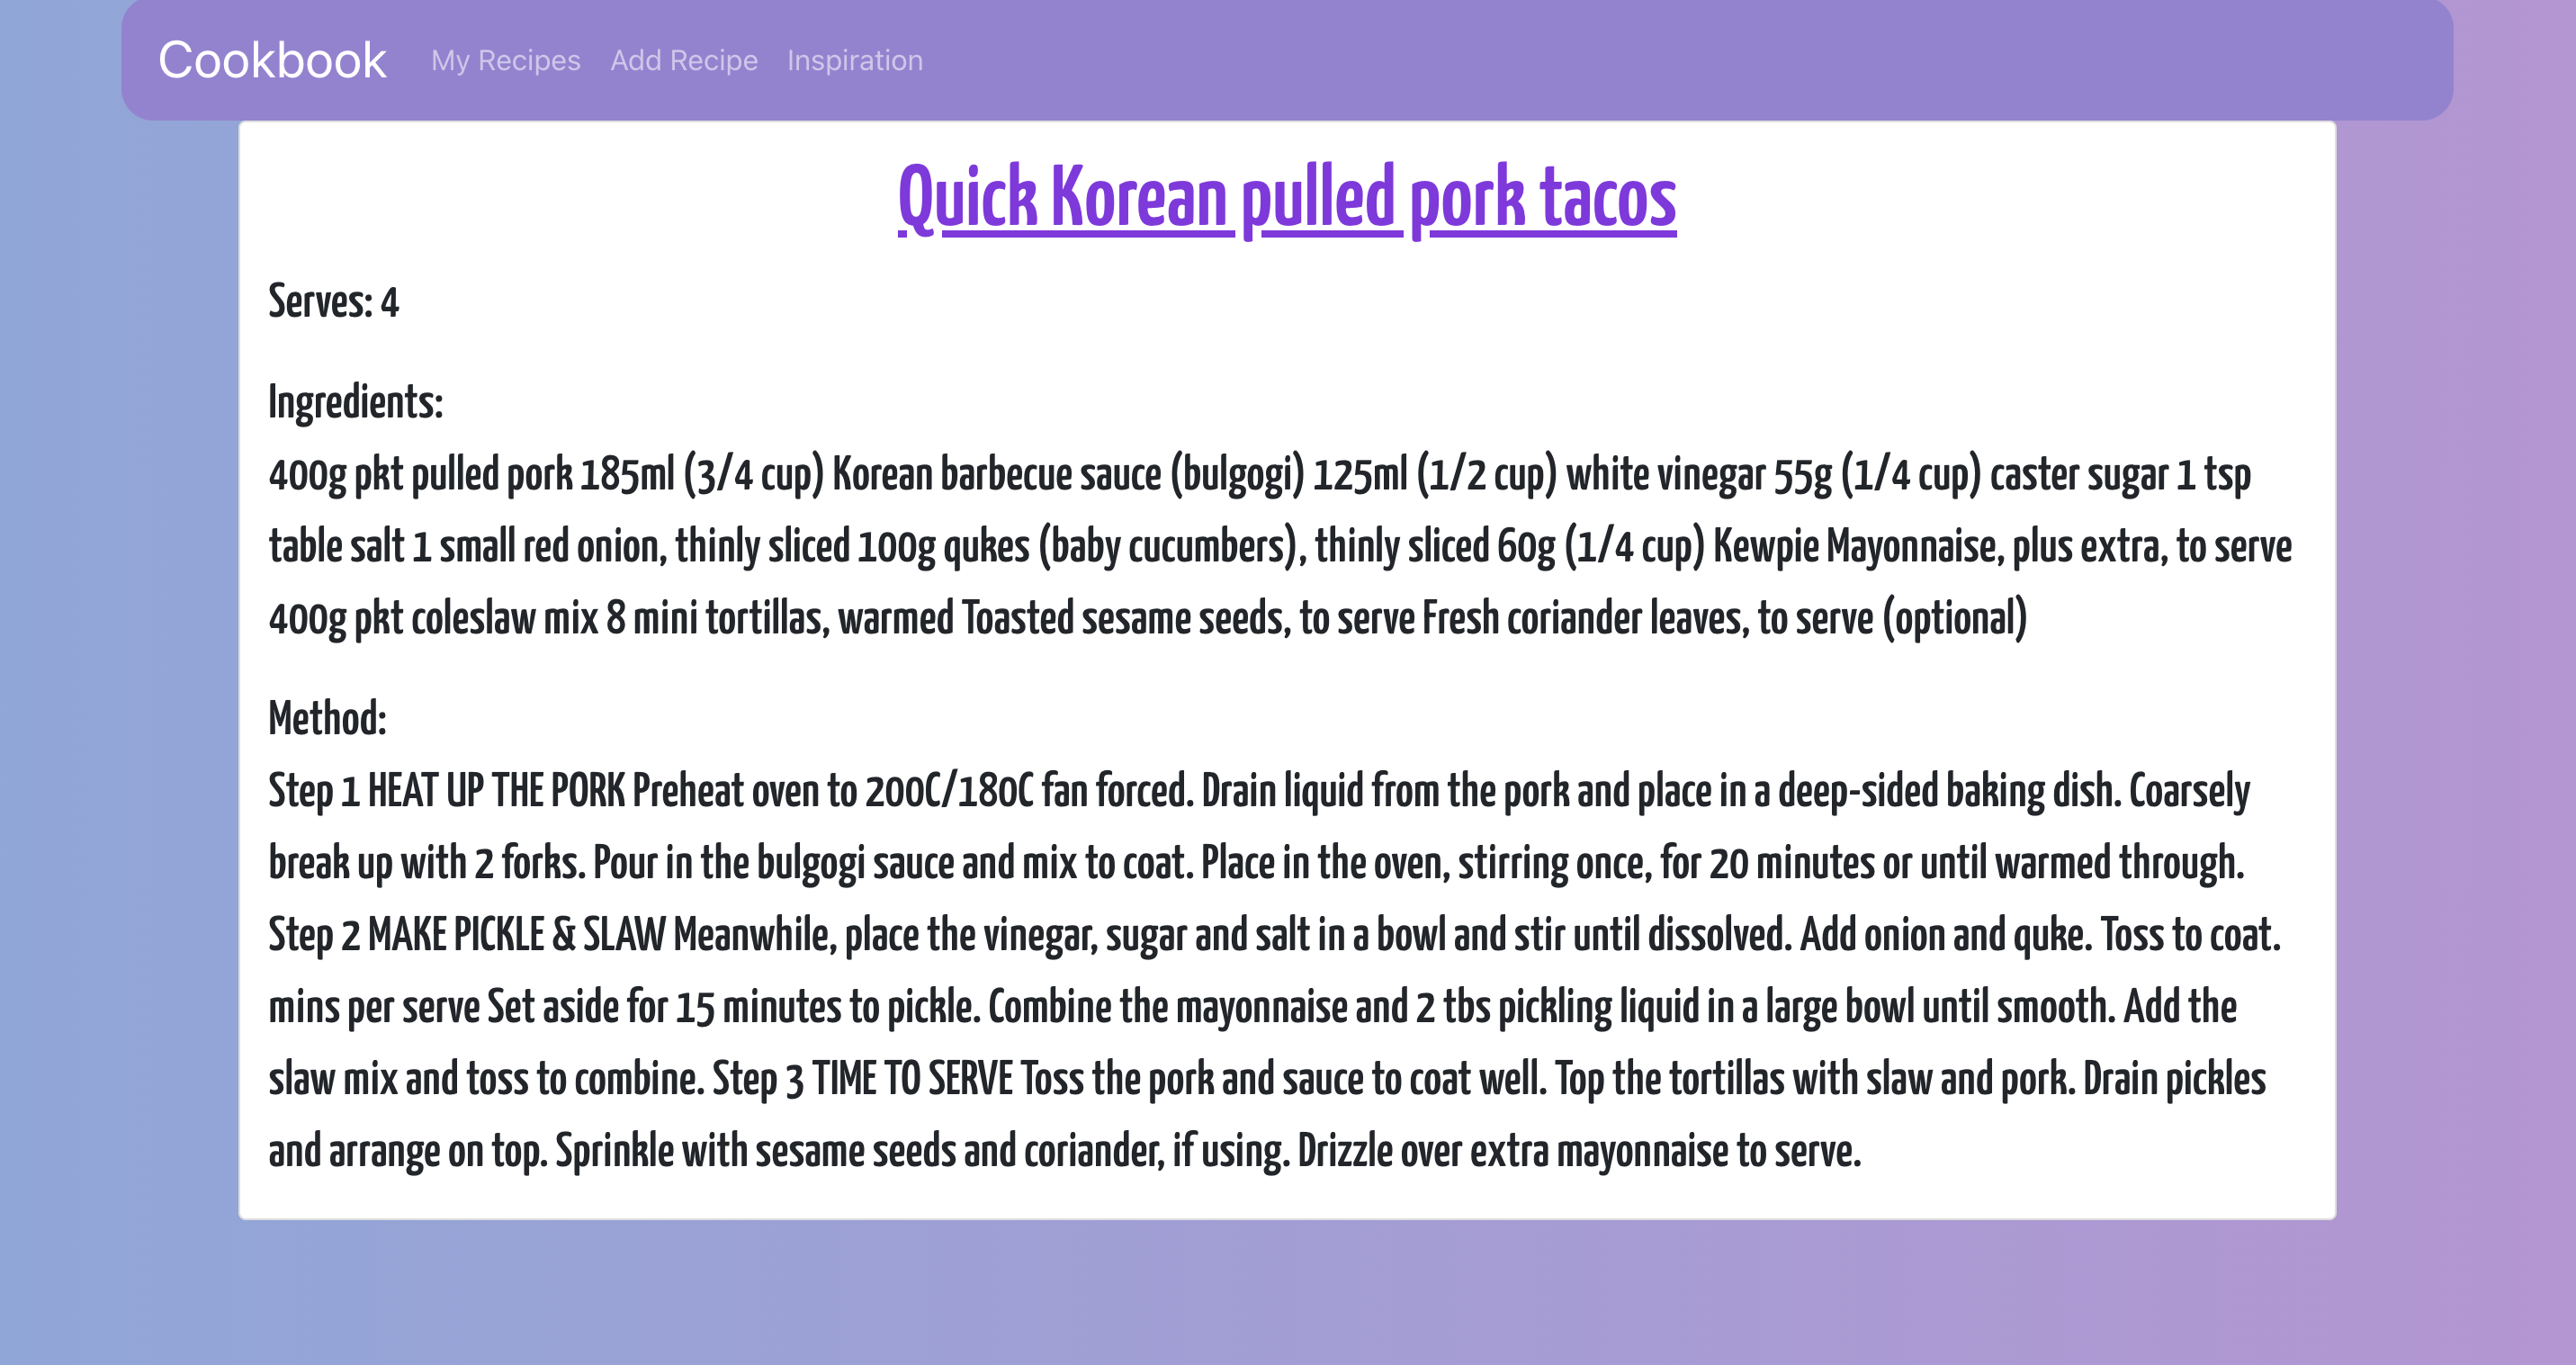 Cookbook My Recipes Add Recipe Inspiration
Quick Korean pulled pork tacos
Serves: 4
Ingredients:
400g pkt pulled pork 185ml (3/4 cup) Korean barbecue sauce (bulgogi) 125ml (1/2 cup) white vinegar 55g (1/4 cup) caster sugar 1 tsp
table salt 1 small red onion, thinly sliced 100g qukes (baby cucumbers), thinly sliced 60g (1/4 cup) Kewpie Mayonnaise, plus extra, to serve
400g pkt coleslaw mix 8 mini tortillas, warmed Toasted sesame seeds, to serve Fresh coriander leaves, to serve (optional)
Method:
Step 1 HEAT UP THE PORK Preheat oven to 200C/180C fan forced. Drain liquid from the pork and place in a deep-sided baking dish. Coarsely
break up with 2 forks. Pour in the bulgogi sauce and mix to coat. Place in the oven, stirring once, for 20 minutes or until warmed through.
Step 2 MAKE PICKLE & SLAW Meanwhile, place the vinegar, sugar and salt in a bowl and stir until dissolved. Add onion and quke. Toss to coat.
mins per serve Set aside for 15 minutes to pickle. Combine the mayonnaise and 2 tbs pickling liquid in a large bowl until smooth. Add the
slaw mix and toss to combine. Step 3 TIME TO SERVE Toss the pork and sauce to coat well. Top the tortillas with slaw and pork. Drain pickles
and arrange on top. Sprinkle with sesame seeds and coriander, if using. Drizzle over extra mayonnaise to serve.